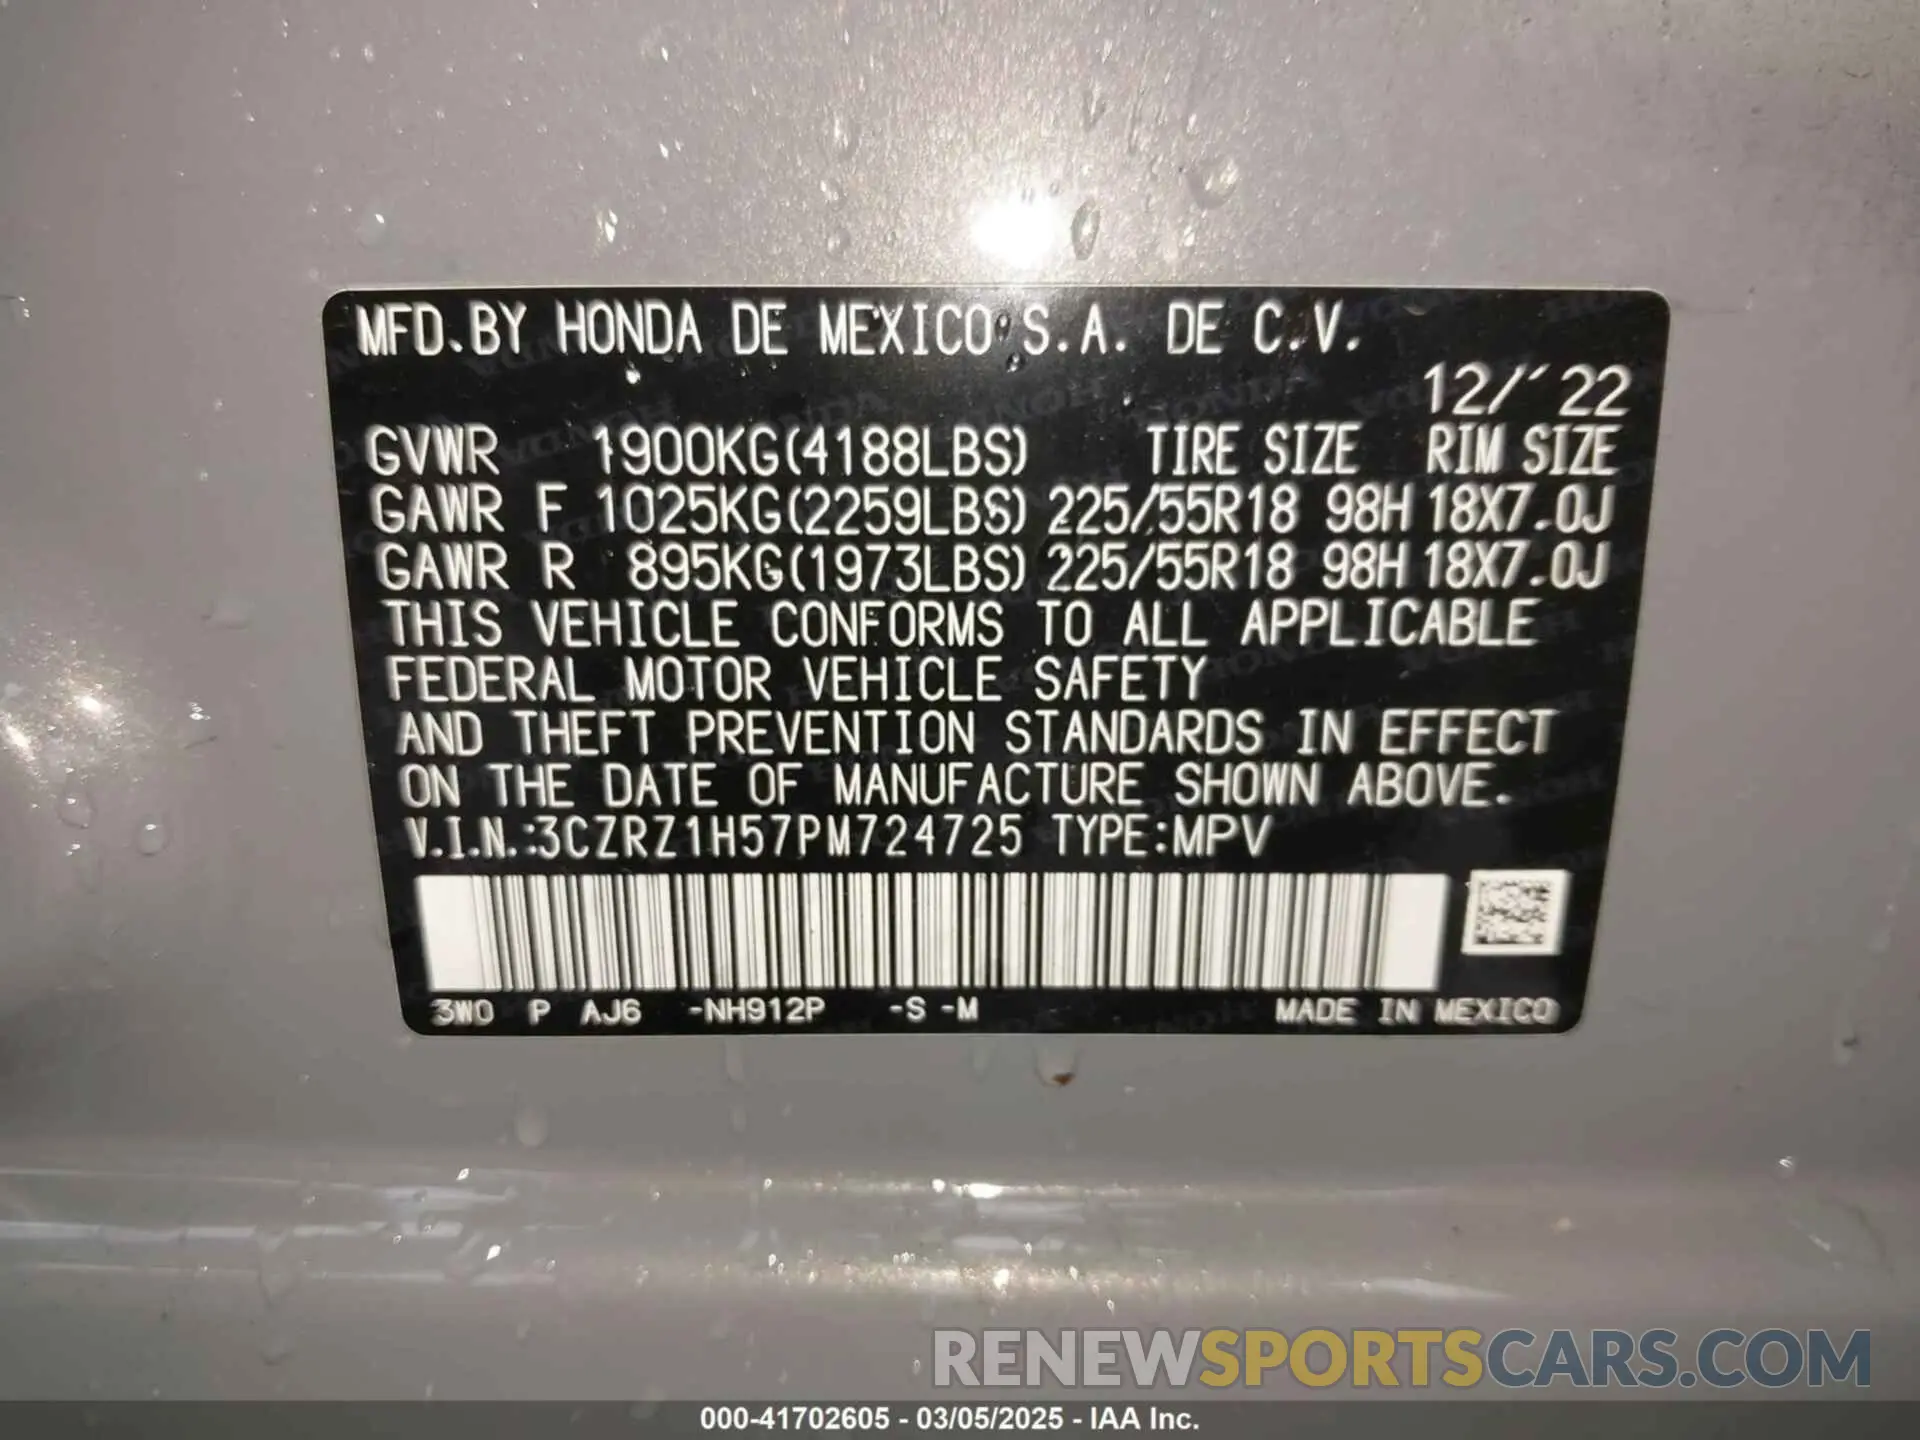 MFD.BY HONDA DE MEXICO S.A. DE C.V.
12/´22
GVWR 1900KG(4188LBS) TIRE SIZE RIM SIZE
GAWR F 1025KG(2259LBS) 225/55R18 98H 18X7.0J
GAWR R 895KG(1973LBS) 225/55R18 98H 18X7.0J
THIS VEHICLE CONFORMS TO ALL APPLICABLE
FEDERAL MOTOR VEHICLE SAFETY
AND THEFT PREVENTION STANDARDS IN EFFECT
ON THE DATE OF MANUFACTURE SHOWN ABOVE.
V.I.N.:3CZRZ1H57PM724725 TYPE:MPV
3W0 P AJ6 -NH912P -S -M MADE IN MEXICO
RENEWSPORTSCARS.COM
000-41702605 - 03/05/2025 - IAA Inc.